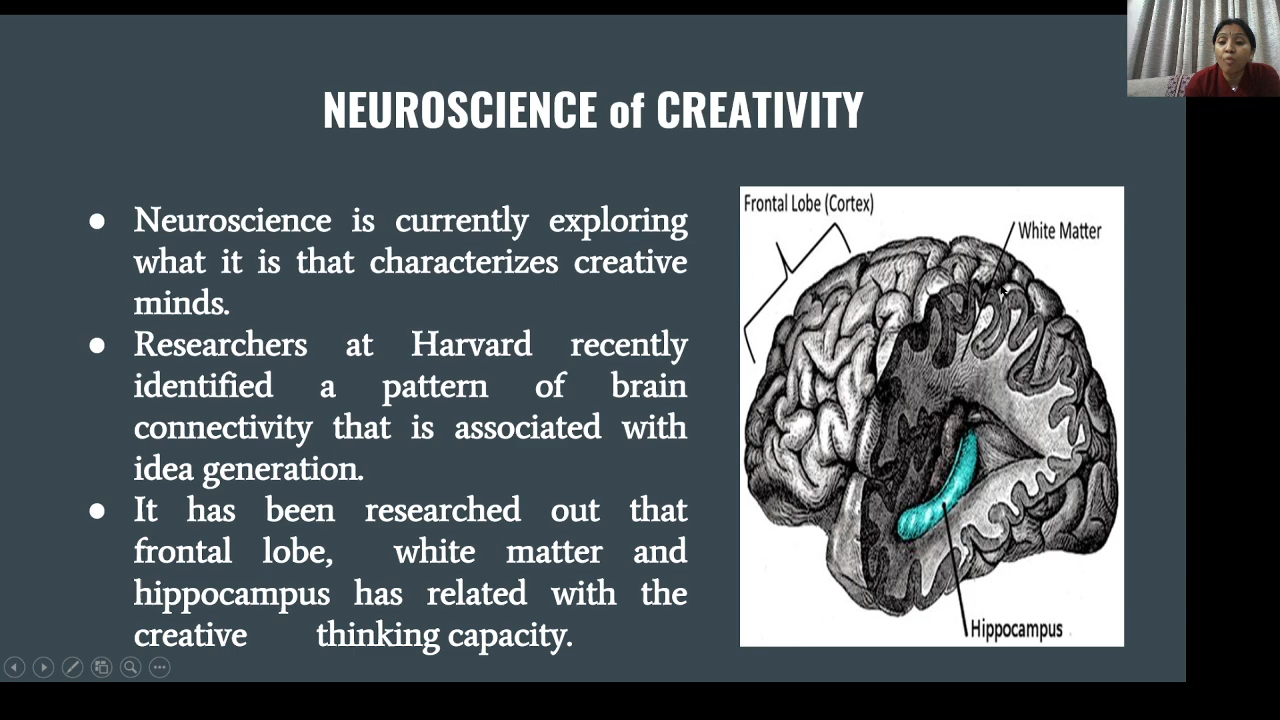 NEUROSCIENCE of CREATIVITY
● Neuroscience is currently exploring
what it is that characterizes creative
minds.
● Researchers at Harvard recently
identified a pattern of brain
connectivity that is associated with
idea generation.
● It has been researched out that
frontal lobe, white matter and
hippocampus has related with the
creative thinking capacity.
Frontal Lobe (Cortex)
White Matter
Hippocampus